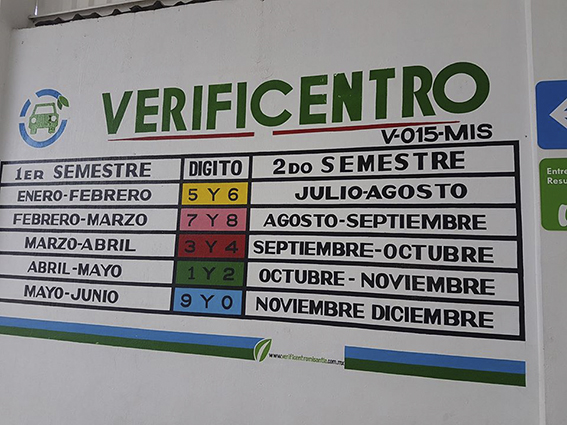 VERIFICENTRO
V-015-MIS
1ER SEMESTRE DIGITO 2DO SEMESTRE
ENERO-FEBRERO 5 Y 6 JULIO-AGOSTO
FEBRERO-MARZO 7 Y 8 AGOSTO-SEPTIEMBRE
MARZO-ABRIL 3 Y 4 SEPTIEMBRE-OCTUBRE
ABRIL-MAYO 1 Y 2 OCTUBRE-NOVIEMBRE
MAYO-JUNIO 9 Y 0 NOVIEMBRE DICIEMBRE
Entre
Resu